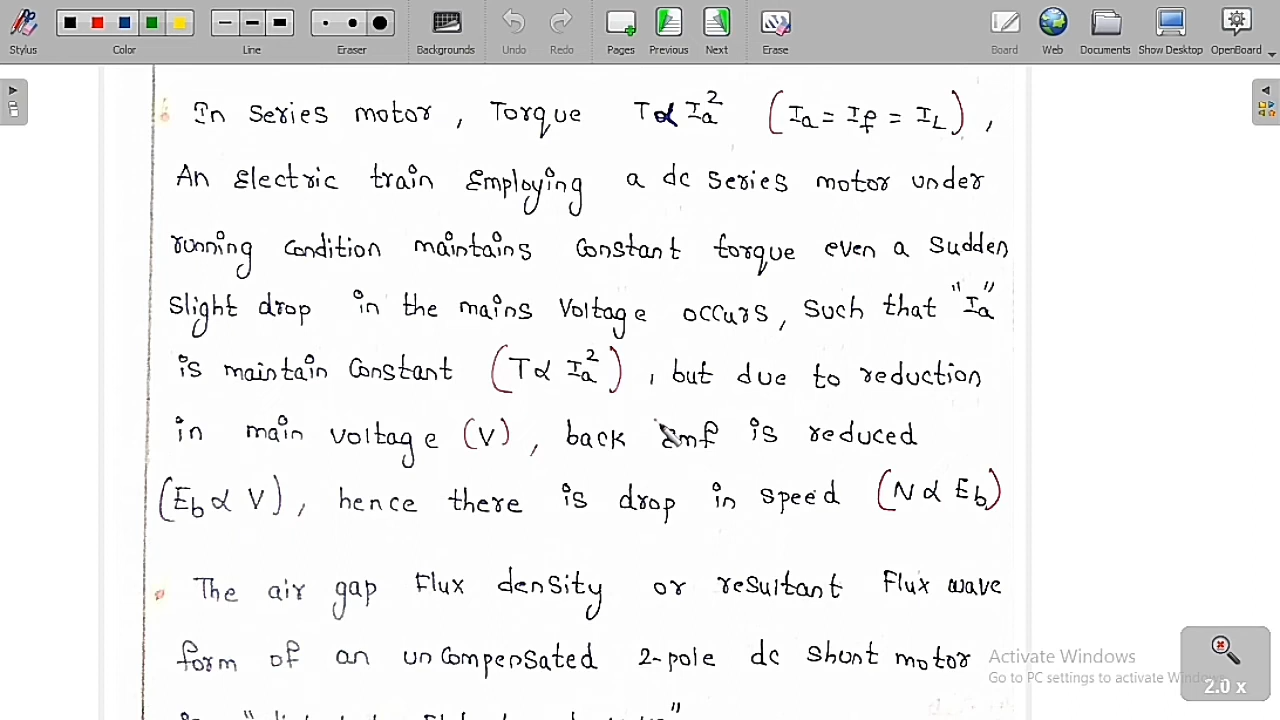 Stylus
Color
Line
Eraser
Backgrounds
Undo
Redo
Pages
Previous
Next
Erase
Board
Web
Documents
Show Desktop
OpenBoard
In series motor, Torque T∝ Ia² (Ia = If = IL),
An Electric train Employing a dc series motor under
running condition maintains constant torque even a sudden
slight drop in the mains voltage occurs, such that "Ia"
is maintain constant (T∝ Ia²), but due to reduction
in main voltage (V), back Emf is reduced
(Eb ∝ V), hence there is drop in speed (N ∝ Eb)
The air gap Flux density or resultant Flux wave
form of an uncompensated 2-pole dc shunt motor
Activate Windows
Go to PC settings to activate Windows.
2.0 x